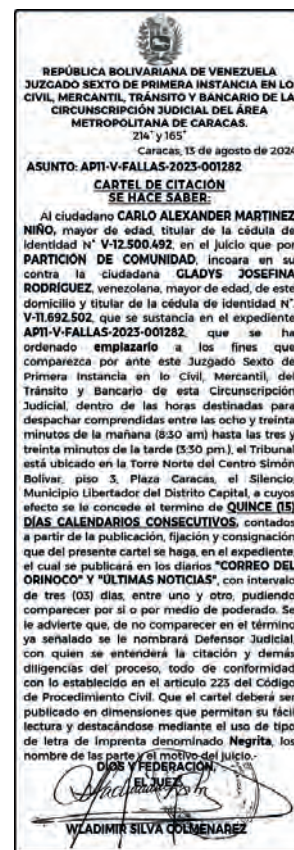 REPÚBLICA BOLIVARIANA DE VENEZUELA
JUZGADO SEXTO DE PRIMERA INSTANCIA EN LO
CIVIL, MERCANTIL, TRÁNSITO Y BANCARIO DE LA
CIRCUNSCRIPCIÓN JUDICIAL DEL ÁREA
METROPOLITANA DE CARACAS.
214° y 165°
Caracas, 13 de agosto de 2024
ASUNTO: AP11-V-FALLAS-2023-001282
CARTEL DE CITACIÓN
SE HACE SABER:
Al ciudadano CARLO ALEXANDER MARTINEZ
NIÑO, mayor de edad, titular de la cédula de
identidad N° V-12.500.492, en el juicio que por
PARTICIÓN DE COMUNIDAD, incoara en su
contra la ciudadana GLADYS JOSEFINA
RODRÍGUEZ, venezolana, mayor de edad, de este
domicilio y titular de la cédula de identidad N°
V-11.692.502, que se sustancia en el expediente
AP11-V-FALLAS-2023-001282, que se ha
ordenado emplazarlo a los fines que
comparezca por ante este Juzgado Sexto de
Primera Instancia en lo Civil, Mercantil, del
Tránsito y Bancario de esta Circunscripción
Judicial, dentro de las horas destinadas para
despachar comprendidas entre las ocho y treinta
minutos de la mañana (8:30 am) hasta las tres y
treinta minutos de la tarde (3:30 pm.), el Tribunal
está ubicado en la Torre Norte del Centro Simón
Bolívar, piso 3, Plaza Caracas, el Silencio,
Municipio Libertador del Distrito Capital, a cuyos
efecto se le concede el termino de QUINCE (15)
DÍAS CALENDARIOS CONSECUTIVOS, contados
a partir de la publicación, fijación y consignación
que del presente cartel se haga, en el expediente,
el cual se publicará en los diarios "CORREO DEL
ORINOCO" Y "ÚLTIMAS NOTICIAS", con intervalo
de tres (03) días, entre uno y otro, pudiendo
comparecer por si o por medio de poderado. Se
le advierte que, de no comparecer en el término
ya señalado se le nombrará Defensor Judicial,
con quien se entenderá la citación y demás
diligencias del proceso, todo de conformidad
con lo establecido en el artículo 223 del Código
de Procedimiento Civil. Que el cartel deberá ser
publicado en dimensiones que permitan su fácil
lectura y destacándose mediante el uso de tipo
de letra de imprenta denominado Negrita, los
nombre de las parte y el motivo del juicio.-
DIOS Y FEDERACIÓN,
EL JUEZ,
WLADIMIR SILVA COLMENAREZ